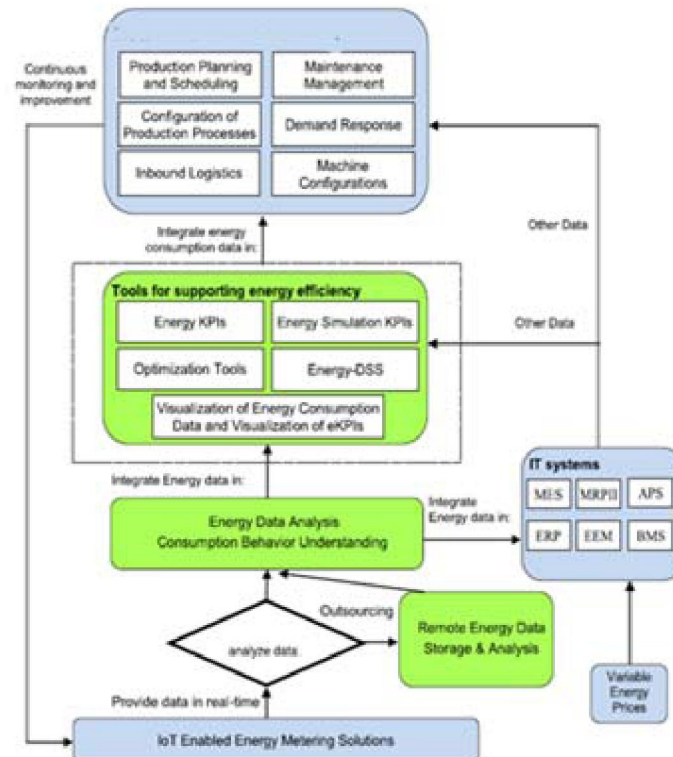 Continuous
monitoring and
improvement
Production Planning
and Scheduling
Maintenance
Management
Configuration of
Production Processes
Demand Response
Inbound Logistics
Machine
Configurations
Integrate energy
consumption data in:
Other Data
Tools for supporting energy efficiency
Energy KPIs
Energy Simulation KPIs
Other Data
Optimization Tools
Energy-DSS
Visualization of Energy Consumption
Data and Visualization of eKPIs
Integrate Energy data in:
IT systems
MES
MRPII
APS
ERP
EEM
BMS
Integrate
Energy data in:
Energy Data Analysis
Consumption Behavior Understanding
Outsourcing
Remote Energy Data
Storage & Analysis
analyze data
Variable
Energy
Prices
Provide data in real-time
IoT Enabled Energy Metering Solutions